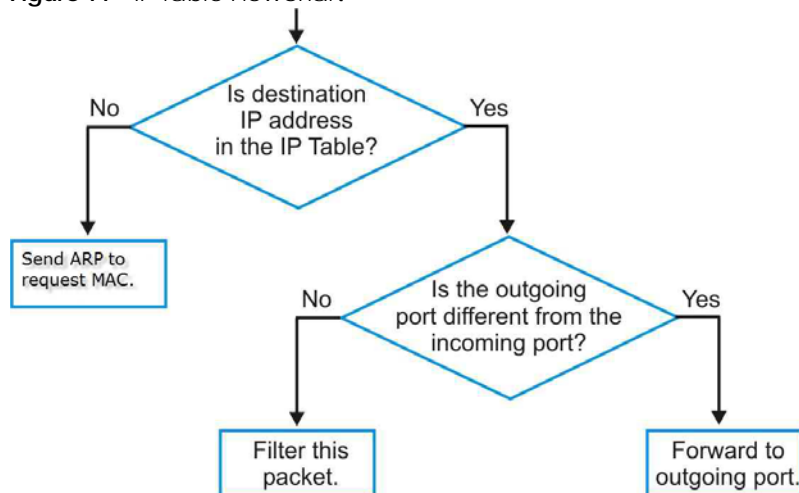 No
Is destination
IP address
in the IP Table?
Yes
Send ARP to
request MAC.
No
Is the outgoing
port different from the
incoming port?
Yes
Filter this
packet.
Forward to
outgoing port.